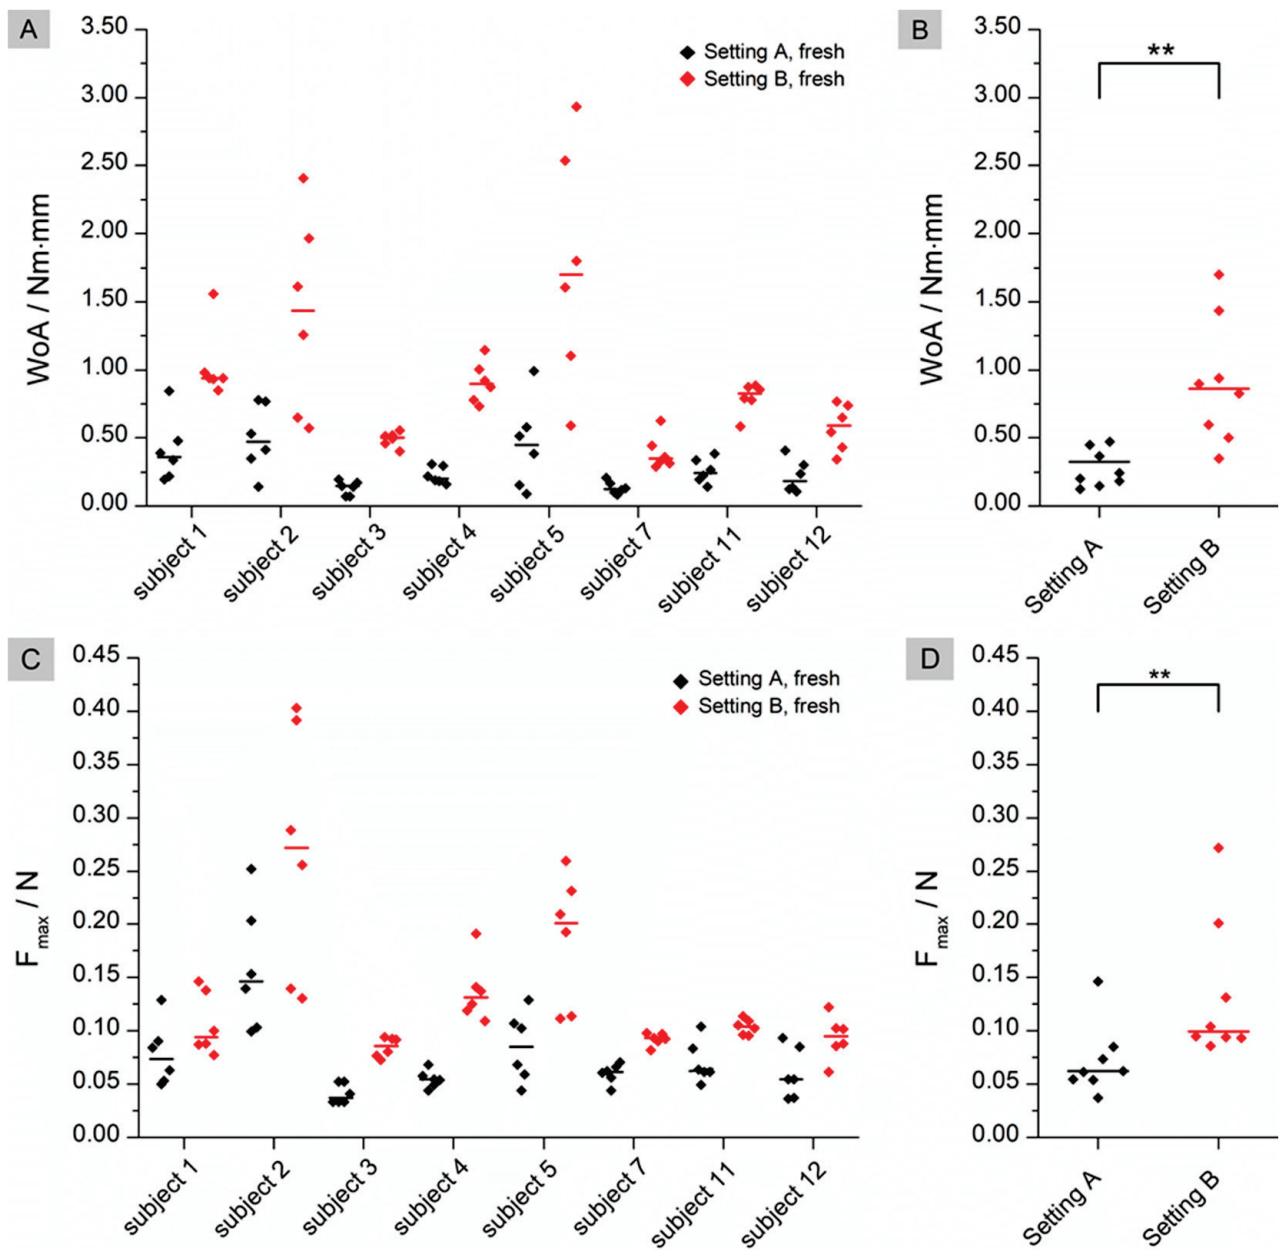 A
WoA / Nm·mm
3.50
3.00
2.50
2.00
1.50
1.00
0.50
0.00
Setting A, fresh
Setting B, fresh
subject 1
subject 2
subject 3
subject 4
subject 5
subject 7
subject 11
subject 12
B
WoA / Nm·mm
3.50
3.00
2.50
2.00
1.50
1.00
0.50
0.00
**
Setting A
Setting B
C
F max / N
0.45
0.40
0.35
0.30
0.25
0.20
0.15
0.10
0.05
0.00
Setting A, fresh
Setting B, fresh
subject 1
subject 2
subject 3
subject 4
subject 5
subject 7
subject 11
subject 12
D
F max / N
0.45
0.40
0.35
0.30
0.25
0.20
0.15
0.10
0.05
0.00
**
Setting A
Setting B